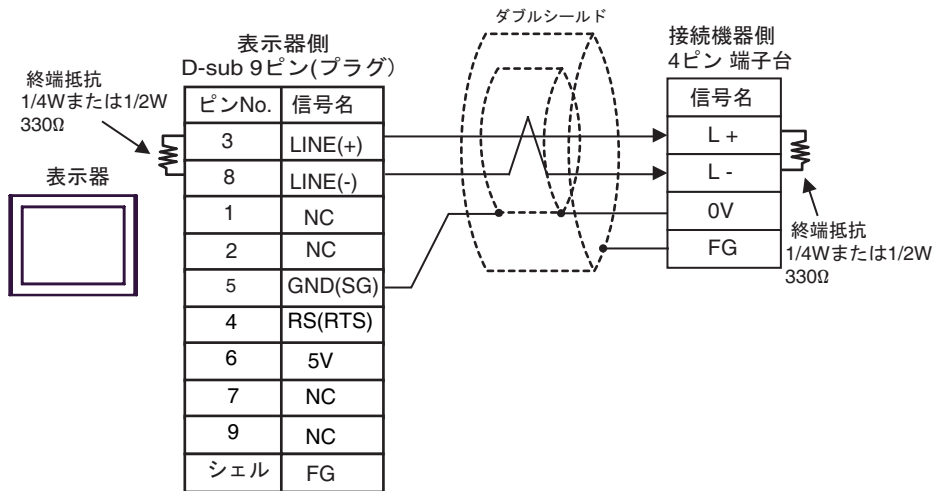 ダブルシールド
表示器側
D-sub 9ピン(プラグ)
接続機器側
4ピン 端子台
終端抵抗
1/4Wまたは1/2W
330Ω
表示器
ピンNo. 信号名
3 LINE(+)
8 LINE(-)
1 NC
2 NC
5 GND(SG)
4 RS(RTS)
6 5V
7 NC
9 NC
シェル FG
信号名
L +
L -
0V
FG
終端抵抗
1/4Wまたは1/2W
330Ω